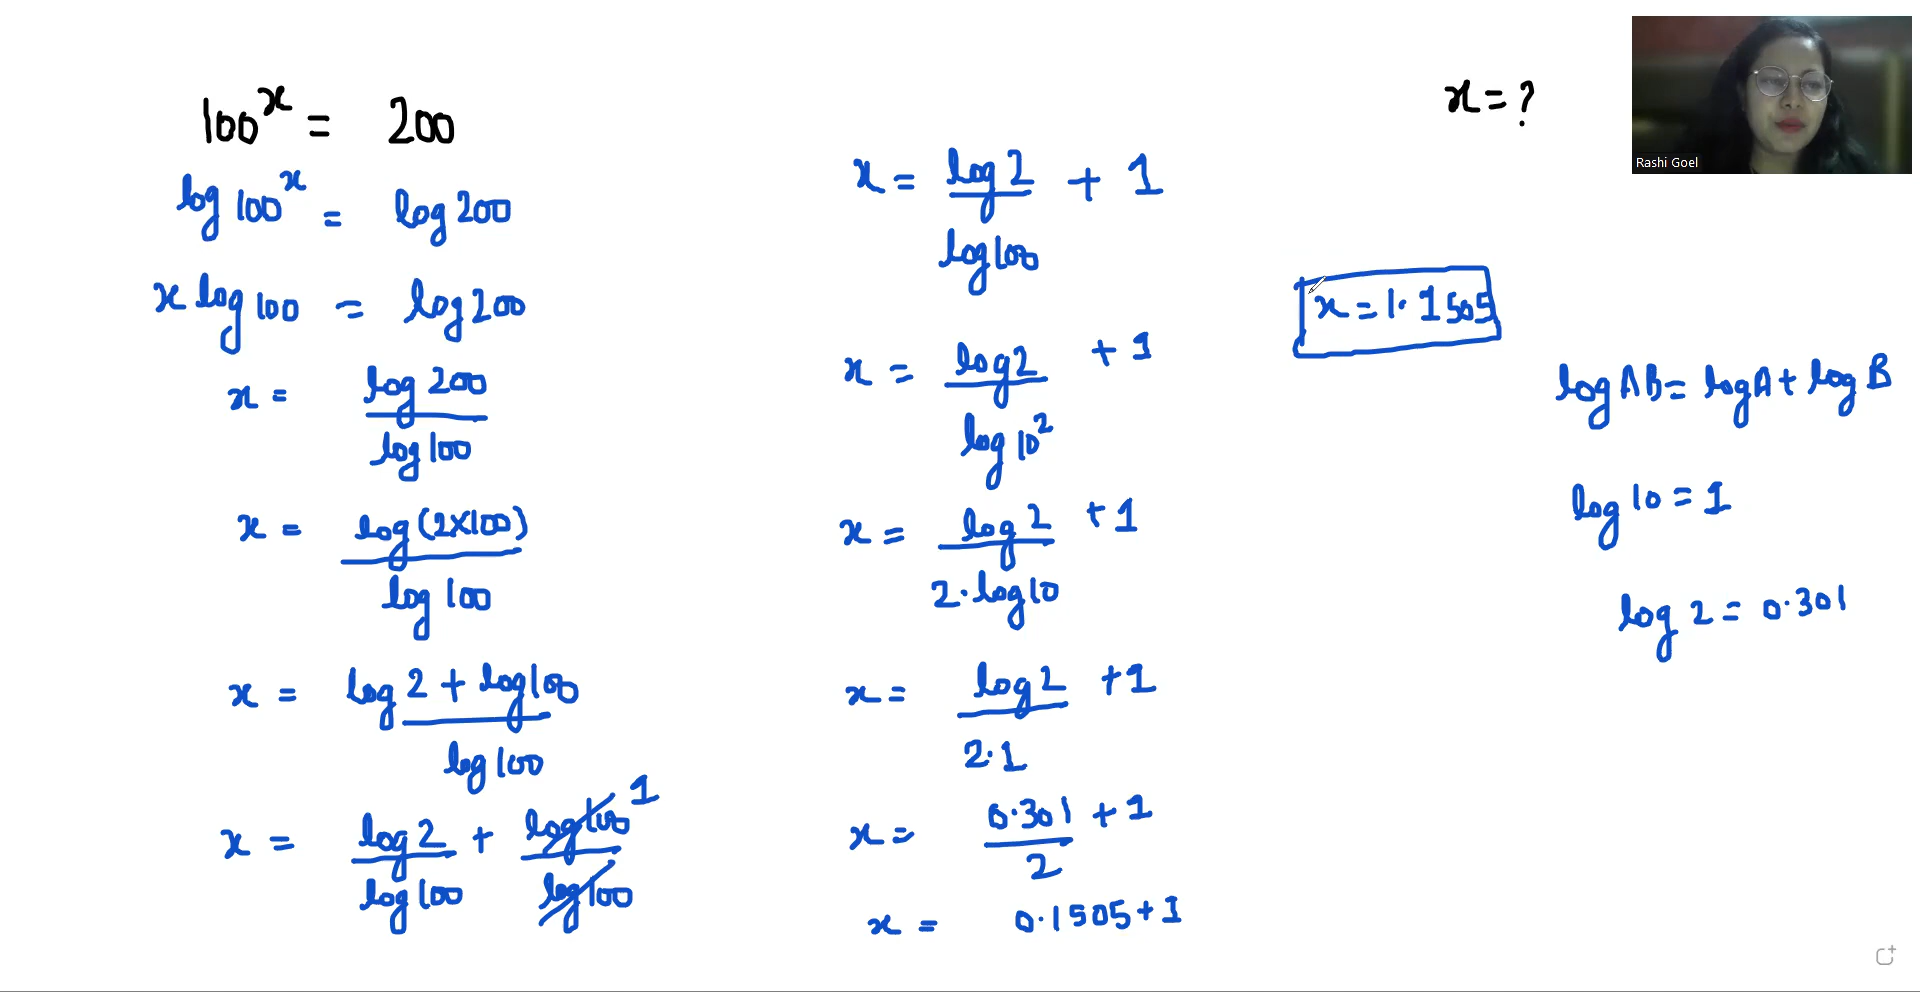 100^x = 200
log 100^x = log 200
x log 100 = log 200
x = log 200 / log 100
x = log (2×100) / log 100
x = log 2 + log 100 / log 100
x = log 2 / log 100 + log 100 / log 100 1
x = log 2 / log 100 + 1
x = log 2 / log 10^2 + 1
x = log 2 / 2·log 10 + 1
x = log 2 / 2·1 + 1
x = 0.301 / 2 + 1
x = 0.1505 + 1
x = 1.1505
x = ?
log AB = log A + log B
log 10 = 1
log 2 = 0.301
Rashi Goel